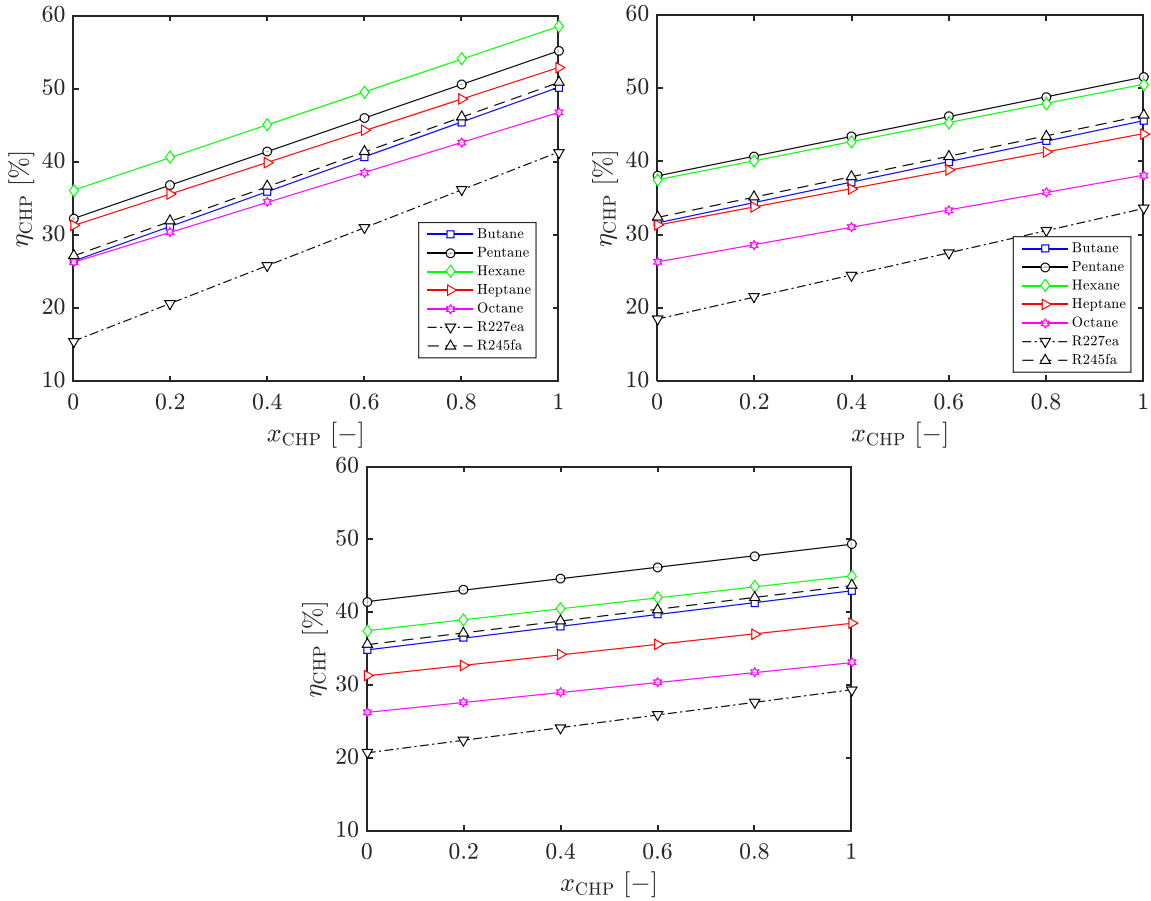 60
50
40
30
20
10
η_CHP [%]
0 0.2 0.4 0.6 0.8 1
x_CHP [−]
Butane
Pentane
Hexane
Heptane
Octane
R227ea
R245fa
60
50
40
30
20
10
η_CHP [%]
0 0.2 0.4 0.6 0.8 1
x_CHP [−]
Butane
Pentane
Hexane
Heptane
Octane
R227ea
R245fa
60
50
40
30
20
10
η_CHP [%]
0 0.2 0.4 0.6 0.8 1
x_CHP [−]